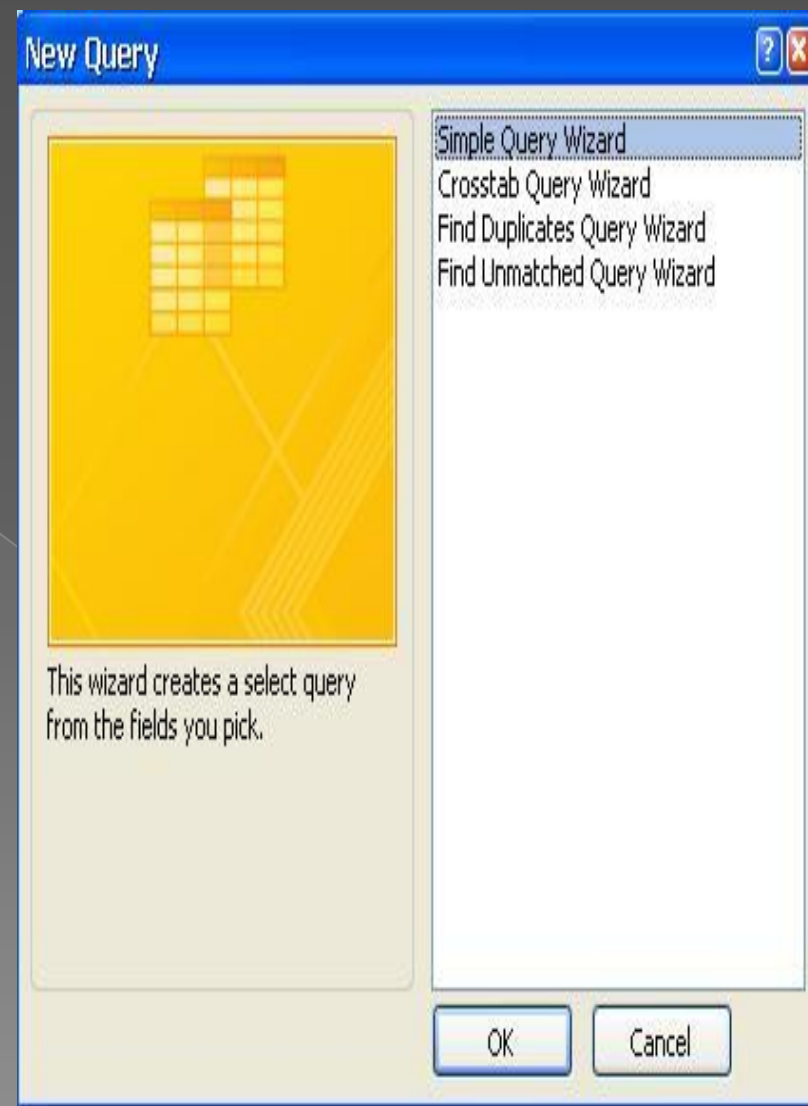 New Query
?
Simple Query Wizard
Crosstab Query Wizard
Find Duplicates Query Wizard
Find Unmatched Query Wizard
This wizard creates a select query
from the fields you pick.
OK
Cancel